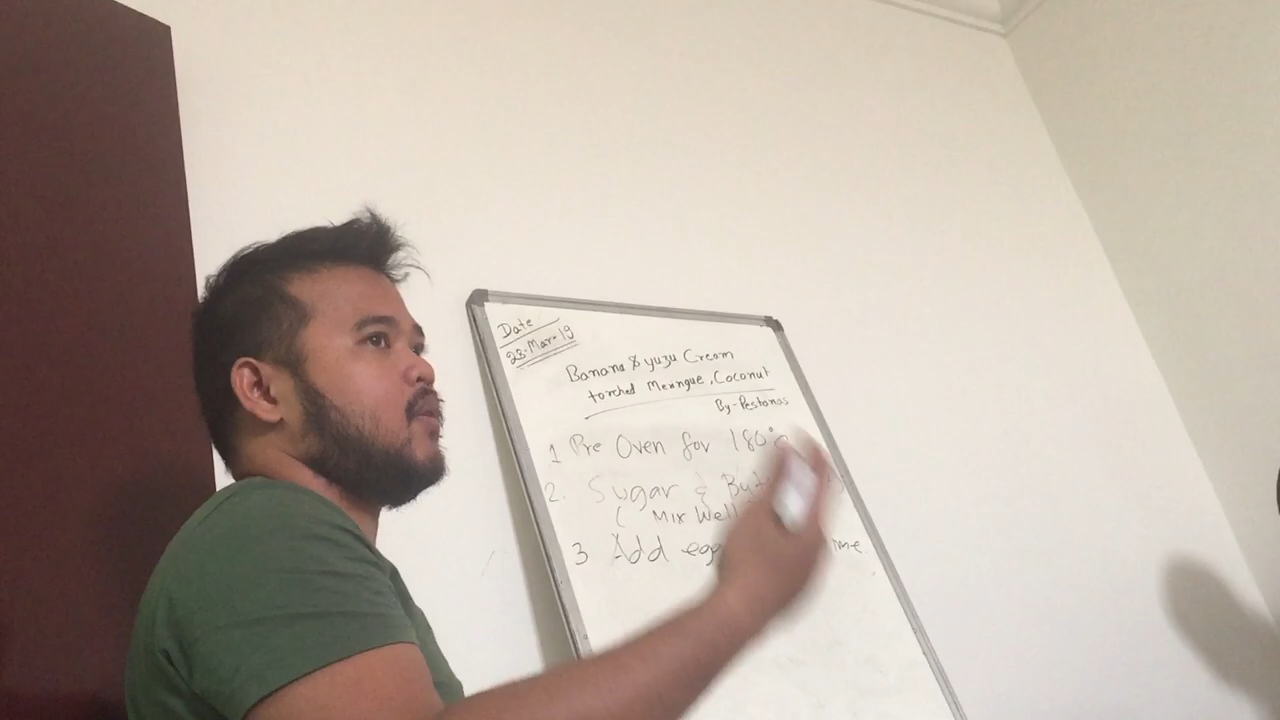 Date
23-Mar-19
Banana & yuzu Cream
torched Meringue, Coconut
By-Pestanas
1 Pre Oven for 180°
2. Sugar &
( Mix Well
3 Add